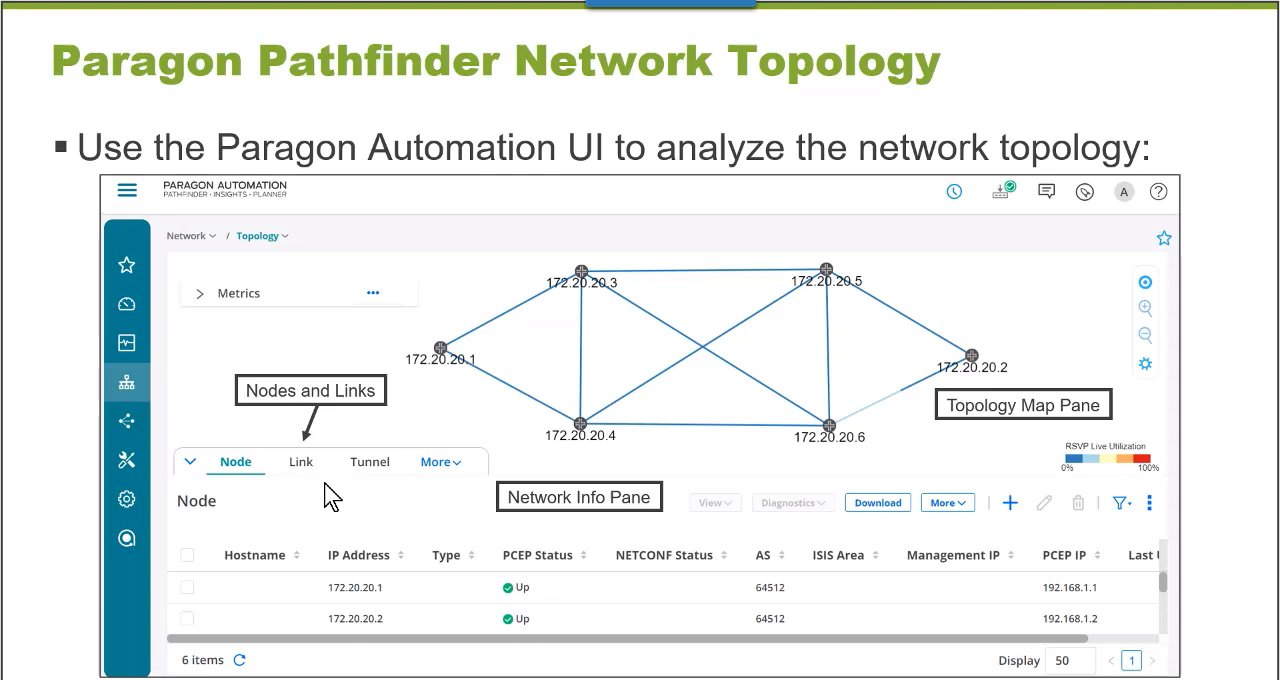 Paragon Pathfinder Network Topology
▪ Use the Paragon Automation UI to analyze the network topology:
PARAGON AUTOMATION
PATHFINDER • INSIGHTS • PLANNER
A
?
Network / Topology
Metrics
172.20.20.3
172.20.20.5
172.20.20.1
172.20.20.2
Nodes and Links
Topology Map Pane
172.20.20.4
172.20.20.6
RSVP Live Utilization
0% 100%
Node Link Tunnel More
Node
Network Info Pane
View Diagnostics Download More
Hostname IP Address Type PCEP Status NETCONF Status AS ISIS Area Management IP PCEP IP Last
172.20.20.1 Up 64512 192.168.1.1
172.20.20.2 Up 64512 192.168.1.2
6 items Display 50 < 1 >